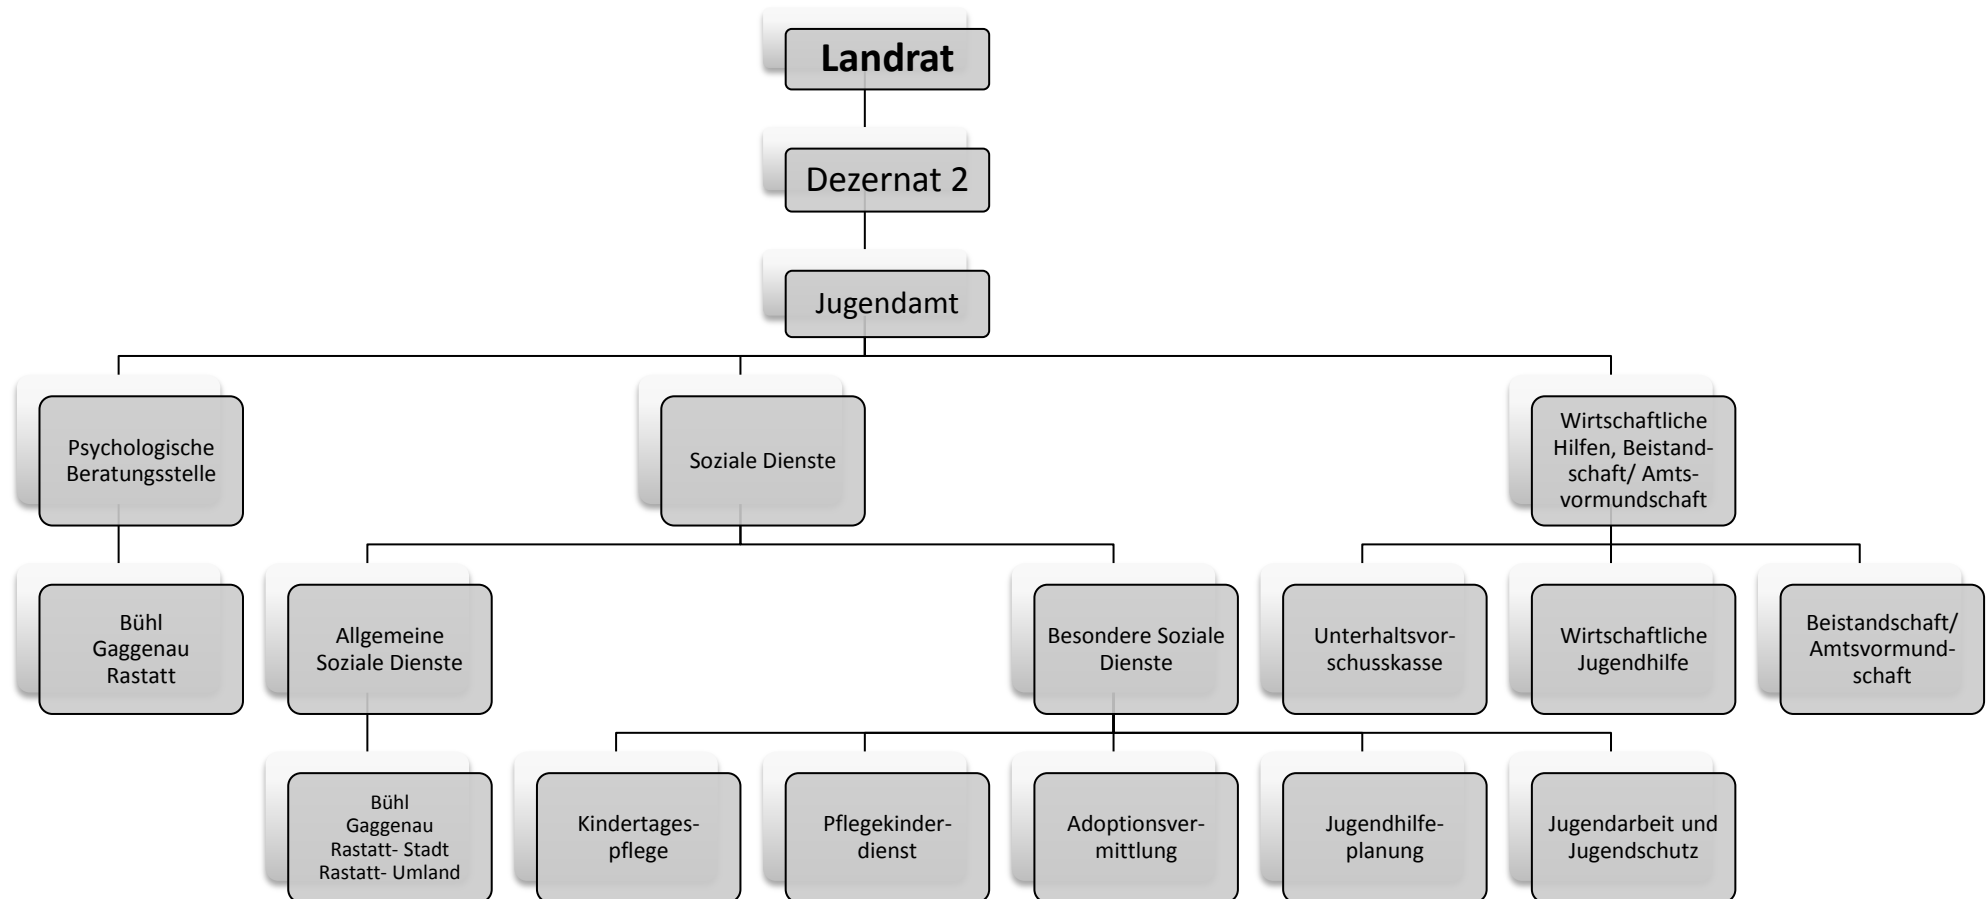 Landrat
Dezernat 2
Jugendamt
Psychologische
Beratungsstelle
Soziale Dienste
Wirtschaftliche
Hilfen, Beistand-
schaft/ Amts-
vormundschaft
Bühl
Gaggenau
Rastatt
Allgemeine
Soziale Dienste
Besondere Soziale
Dienste
Unterhaltsvor-
schusskasse
Wirtschaftliche
Jugendhilfe
Beistandschaft/
Amtsvormund-
schaft
Bühl
Gaggenau
Rastatt- Stadt
Rastatt- Umland
Kindertages-
pflege
Pflegekinder-
dienst
Adoptionsver-
mittlung
Jugendhilfe-
planung
Jugendarbeit und
Jugendschutz